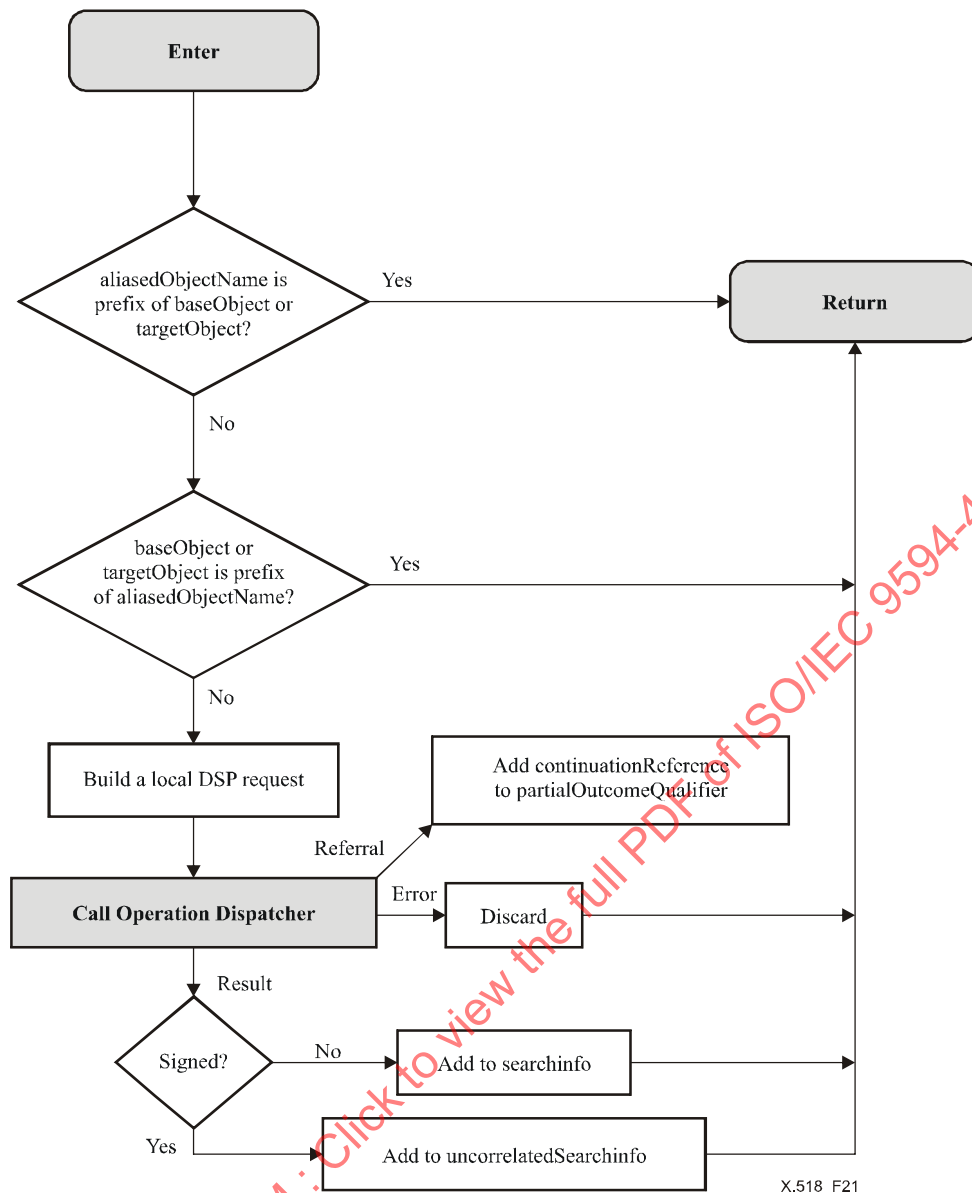 Enter
aliasedObjectName is
prefix of baseObject or
targetObject?
Yes
Return
No
baseObject or
targetObject is prefix
of aliasedObjectName?
Yes
No
Build a local DSP request
Add continuationReference
to partialOutcomeQualifier
Referral
Call Operation Dispatcher
Error
Discard
Result
Signed?
No
Add to searchinfo
Yes
Add to uncorrelatedSearchinfo
X.518_F21
: Click to view the full PDF of ISO/IEC 9594-4